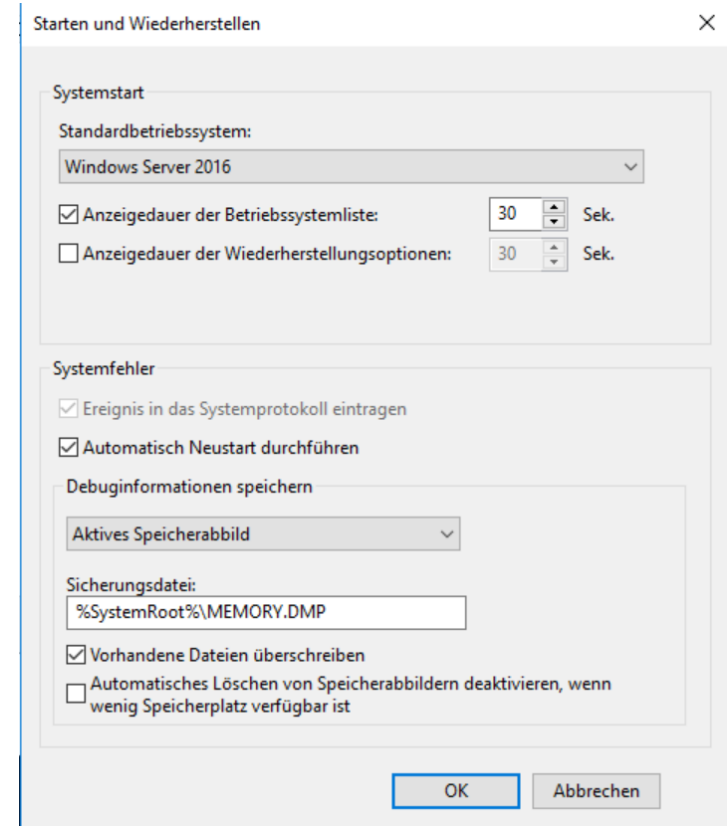 Starten und Wiederherstellen
Systemstart
Standardbetriebssystem:
Windows Server 2016
Anzeigedauer der Betriebssystemliste: 30 Sek.
Anzeigedauer der Wiederherstellungsoptionen: 30 Sek.
Systemfehler
Ereignis in das Systemprotokoll eintragen
Automatisch Neustart durchführen
Debuginformationen speichern
Aktives Speicherabbild
Sicherungsdatei:
%SystemRoot%\MEMORY.DMP
Vorhandene Dateien überschreiben
Automatisches Löschen von Speicherabbildern deaktivieren, wenn
wenig Speicherplatz verfügbar ist
OK Abbrechen